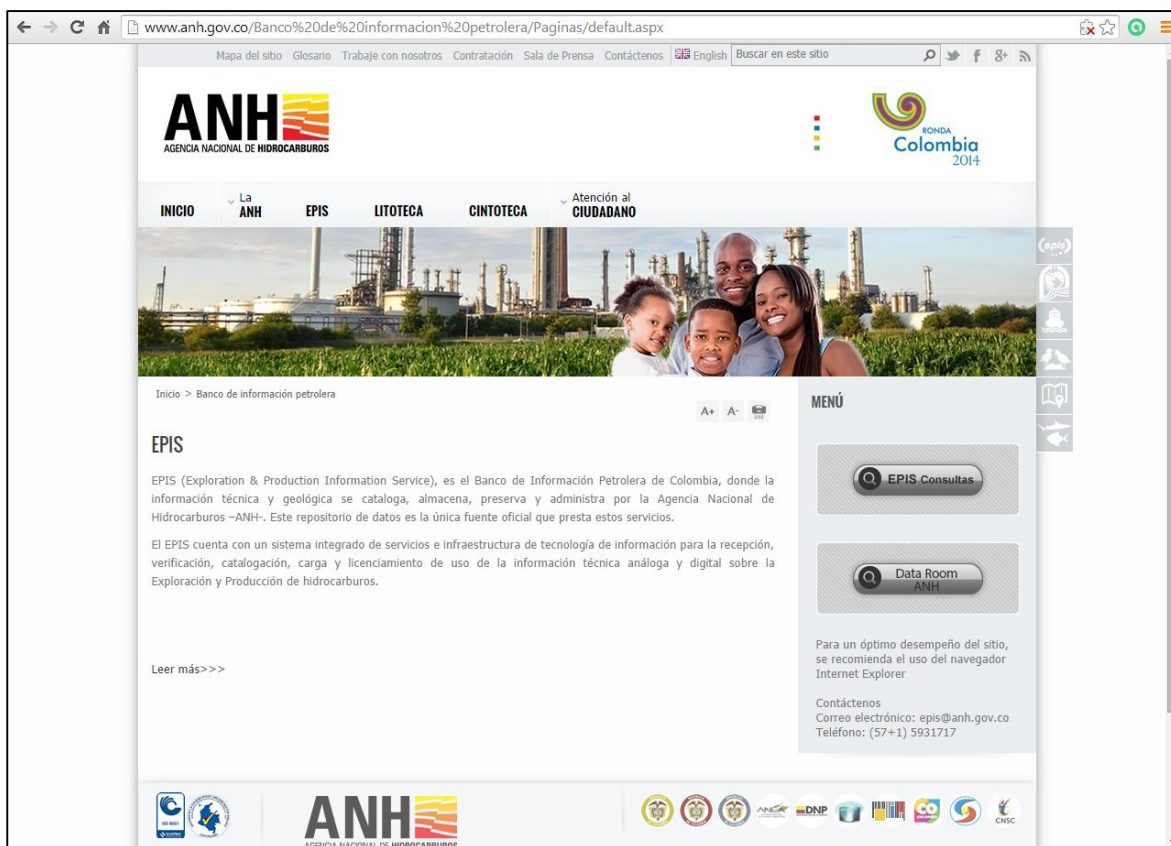 www.anh.gov.co/Banco%20de%20informacion%20petrolera/Paginas/default.aspx
Mapa del sitio Glosario Trabaje con nosotros Contratación Sala de Prensa Contáctenos English Buscar en este sitio
ANH
AGENCIA NACIONAL DE HIDROCARBUROS
RONDA
Colombia
2014
INICIO
La
ANH
EPIS
LITOTECA
CINTOTECA
Atención al
CIUDADANO
(epis)
Inicio > Banco de información petrolera
A+ A-
MENÚ
EPIS
EPIS (Exploration & Production Information Service), es el Banco de Información Petrolera de Colombia, donde la
información técnica y geológica se cataloga, almacena, preserva y administra por la Agencia Nacional de
Hidrocarburos –ANH-. Este repositorio de datos es la única fuente oficial que presta estos servicios.
El EPIS cuenta con un sistema integrado de servicios e infraestructura de tecnología de información para la recepción,
verificación, catalogación, carga y licenciamiento de uso de la información técnica análoga y digital sobre la
Exploración y Producción de hidrocarburos.
Leer más>>>
EPIS Consultas
Data Room
ANH
Para un óptimo desempeño del sitio,
se recomienda el uso del navegador
Internet Explorer
Contáctenos
Correo electrónico: epis@anh.gov.co
Teléfono: (57+1) 5931717
ISO 9001
ANH
AGENCIA NACIONAL DE HIDROCARBUROS
DNP
CNSC